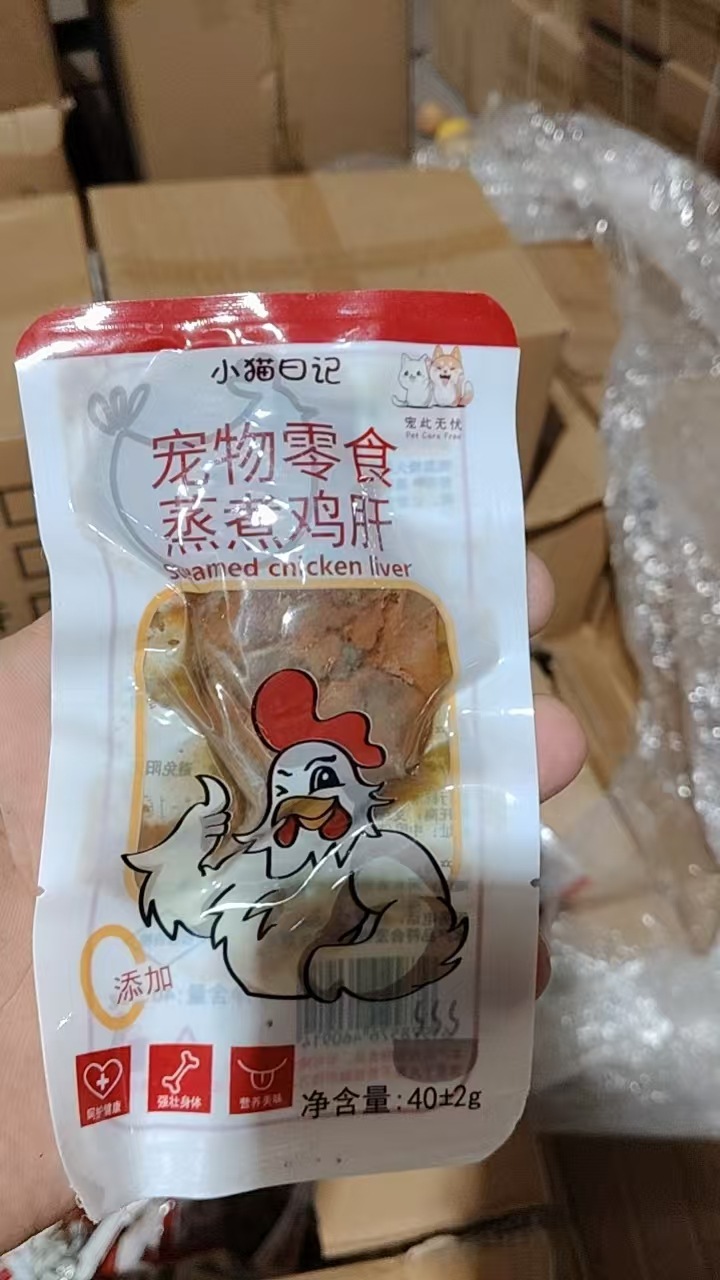 小猫日记
宠此无忧
Pet Care Free
宠物零食
蒸煮鸡肝
Steamed chicken liver
0添加
呵护健康
强壮身体
营养美味
净含量:40±2g